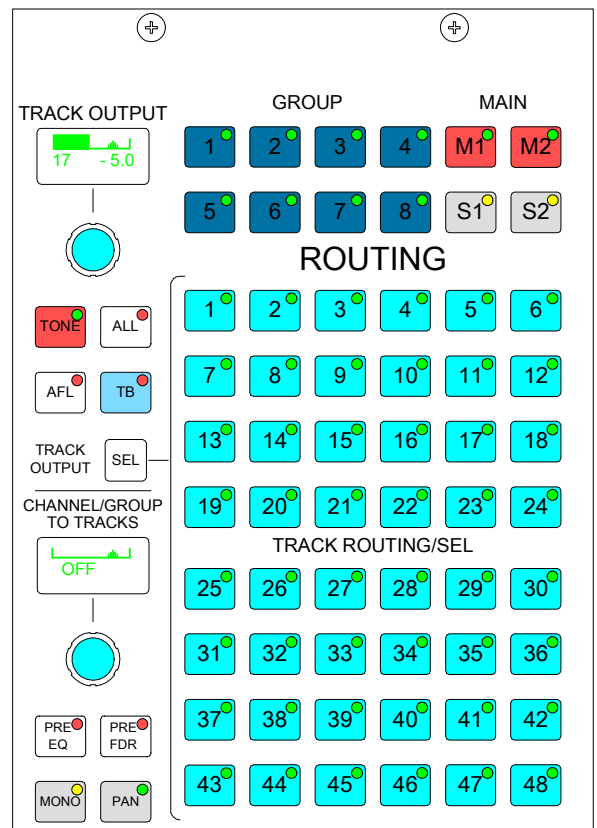 GROUP MAIN
TRACK OUTPUT
17 - 5.0
1 2 3 4 M1 M2
5 6 7 8 S1 S2
ROUTING
1 2 3 4 5 6
TONE ALL
7 8 9 10 11 12
AFL TB
13 14 15 16 17 18
TRACK
OUTPUT
SEL
19 20 21 22 23 24
CHANNEL/GROUP
TO TRACKS
TRACK ROUTING/SEL
OFF
25 26 27 28 29 30
31 32 33 34 35 36
37 38 39 40 41 42
PRE
EQ
PRE
FDR
43 44 45 46 47 48
MONO PAN